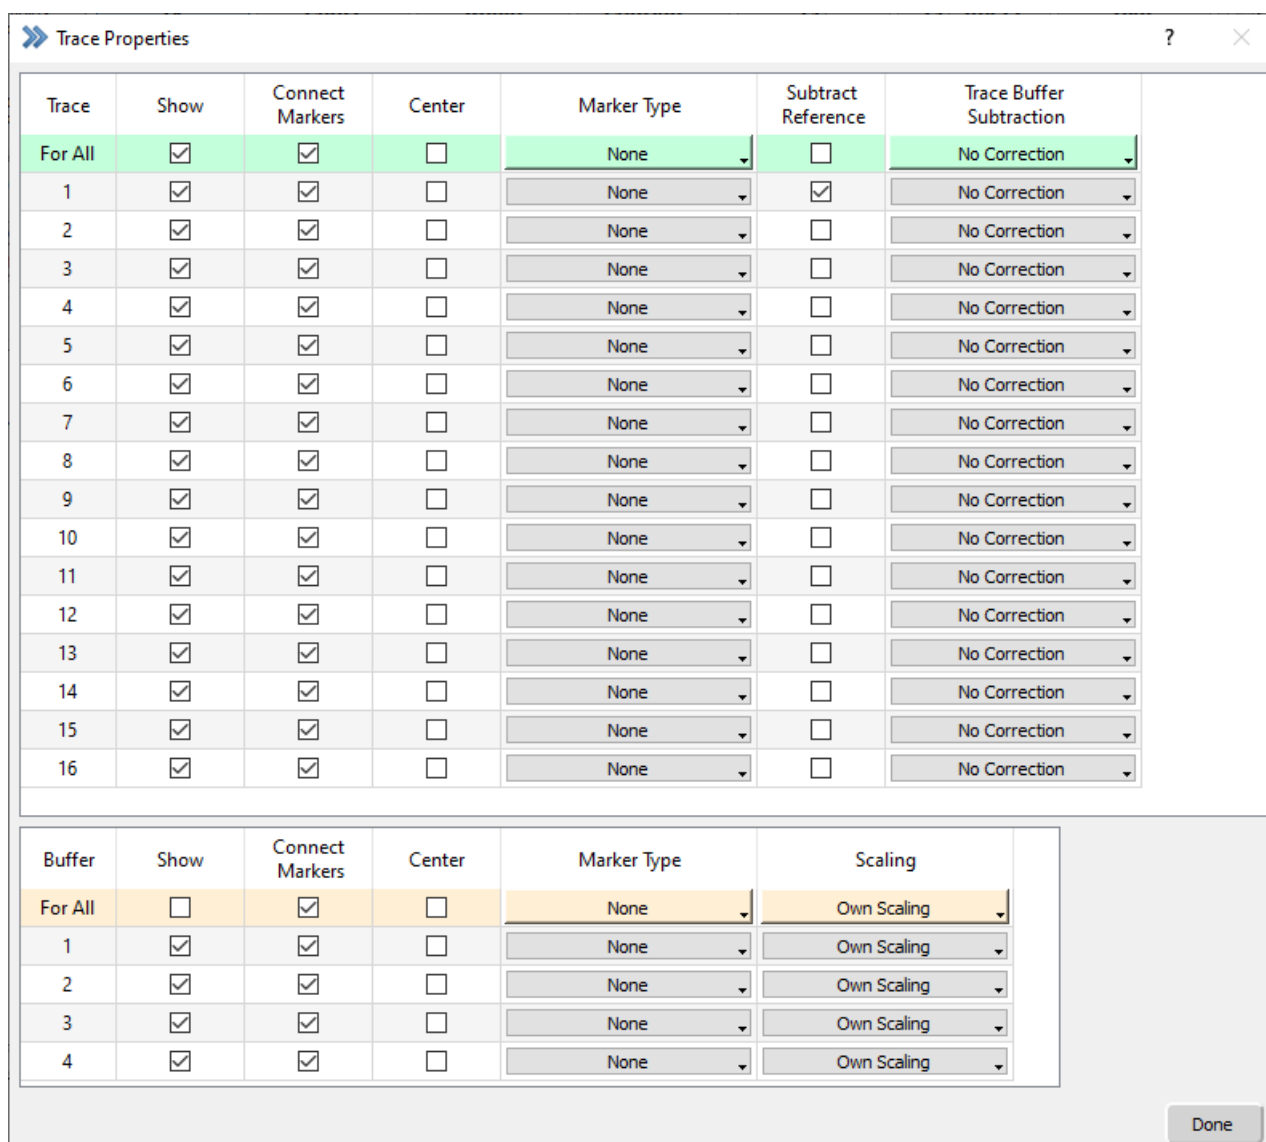 Trace Properties ?
Trace Show Connect Markers Center Marker Type Subtract Reference Trace Buffer Subtraction
For All None No Correction
1 None No Correction
2 None No Correction
3 None No Correction
4 None No Correction
5 None No Correction
6 None No Correction
7 None No Correction
8 None No Correction
9 None No Correction
10 None No Correction
11 None No Correction
12 None No Correction
13 None No Correction
14 None No Correction
15 None No Correction
16 None No Correction
Buffer Show Connect Markers Center Marker Type Scaling
For All None Own Scaling
1 None Own Scaling
2 None Own Scaling
3 None Own Scaling
4 None Own Scaling
Done